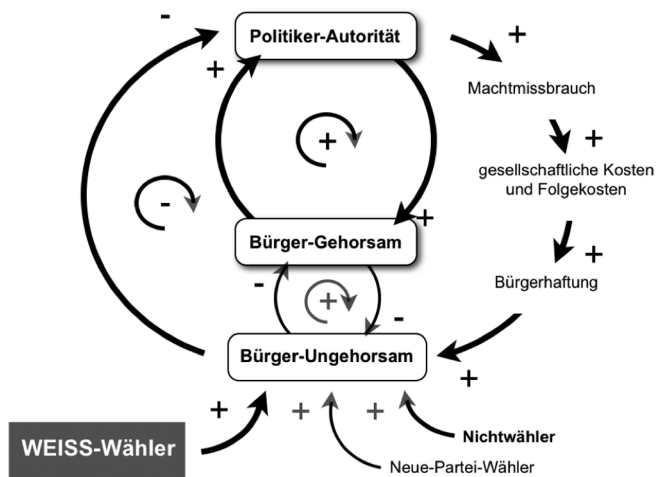 -
Politiker-Autorität
+
+
Machtmissbrauch
+
+
gesellschaftliche Kosten
und Folgekosten
-
+
Bürger-Gehorsam
+
Bürgerhaftung
-
+
-
Bürger-Ungehorsam
+
+
+
+
WEISS-Wähler
Nichtwähler
Neue-Partei-Wähler